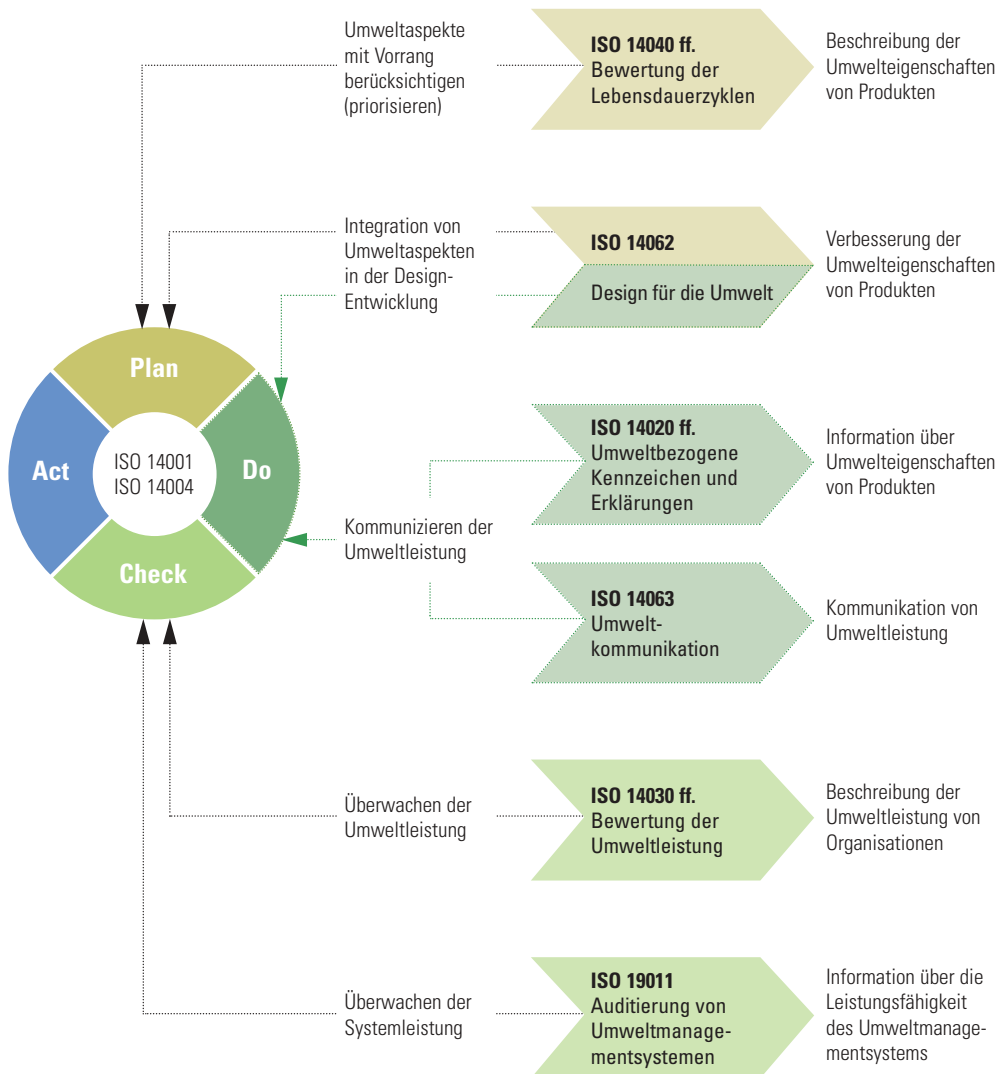 Umweltaspekte
mit Vorrang
berücksichtigen
(priorisieren)
ISO 14040 ff.
Bewertung der
Lebensdauerzyklen
Beschreibung der
Umwelteigenschaften
von Produkten
Integration von
Umweltaspekten
in der Design-
Entwicklung
ISO 14062
Design für die Umwelt
Verbesserung der
Umwelteigenschaften
von Produkten
Plan
Act
ISO 14001
ISO 14004
Do
Check
Kommunizieren der
Umweltleistung
ISO 14020 ff.
Umweltbezogene
Kennzeichen und
Erklärungen
Information über
Umwelteigenschaften
von Produkten
ISO 14063
Umwelt-
kommunikation
Kommunikation von
Umweltleistung
Überwachen der
Umweltleistung
ISO 14030 ff.
Bewertung der
Umweltleistung
Beschreibung der
Umweltleistung von
Organisationen
Überwachen der
Systemleistung
ISO 19011
Auditierung von
Umweltmanage-
mentsystemen
Information über die
Leistungsfähigkeit
des Umweltmanage-
mentsystems